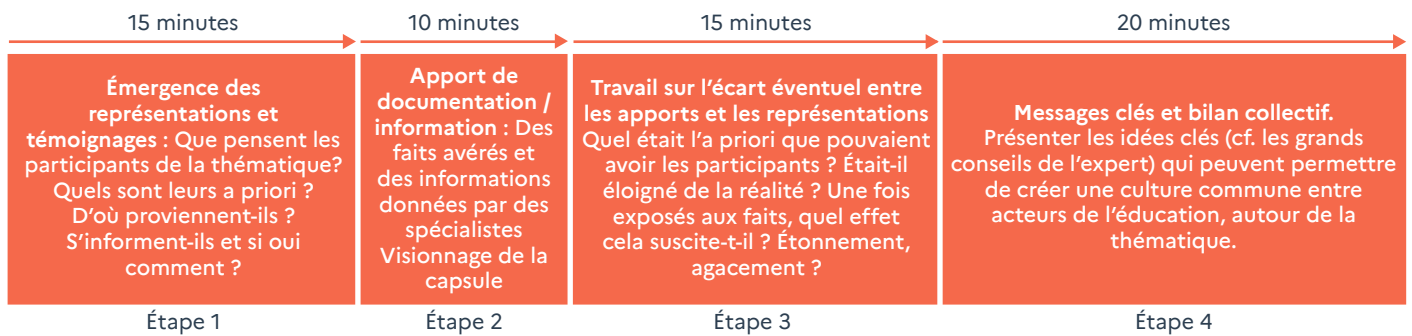 15 minutes
10 minutes
15 minutes
20 minutes
Émergence des
représentations et
témoignages : Que pensent les
participants de la thématique?
Quels sont leurs a priori ?
D’où proviennent-ils ?
S’informent-ils et si oui
comment ?
Apport de
documentation /
information : Des
faits avérés et
des informations
données par des
spécialistes
Visionnage de la
capsule
Travail sur l’écart éventuel entre
les apports et les représentations
Quel était l’a priori que pouvaient
avoir les participants ? Était-il
éloigné de la réalité ? Une fois
exposés aux faits, quel effet
cela suscite-t-il ? Étonnement,
agacement ?
Messages clés et bilan collectif.
Présenter les idées clés (cf. les grands
conseils de l’expert) qui peuvent permettre
de créer une culture commune entre
acteurs de l’éducation, autour de la
thématique.
Étape 1
Étape 2
Étape 3
Étape 4